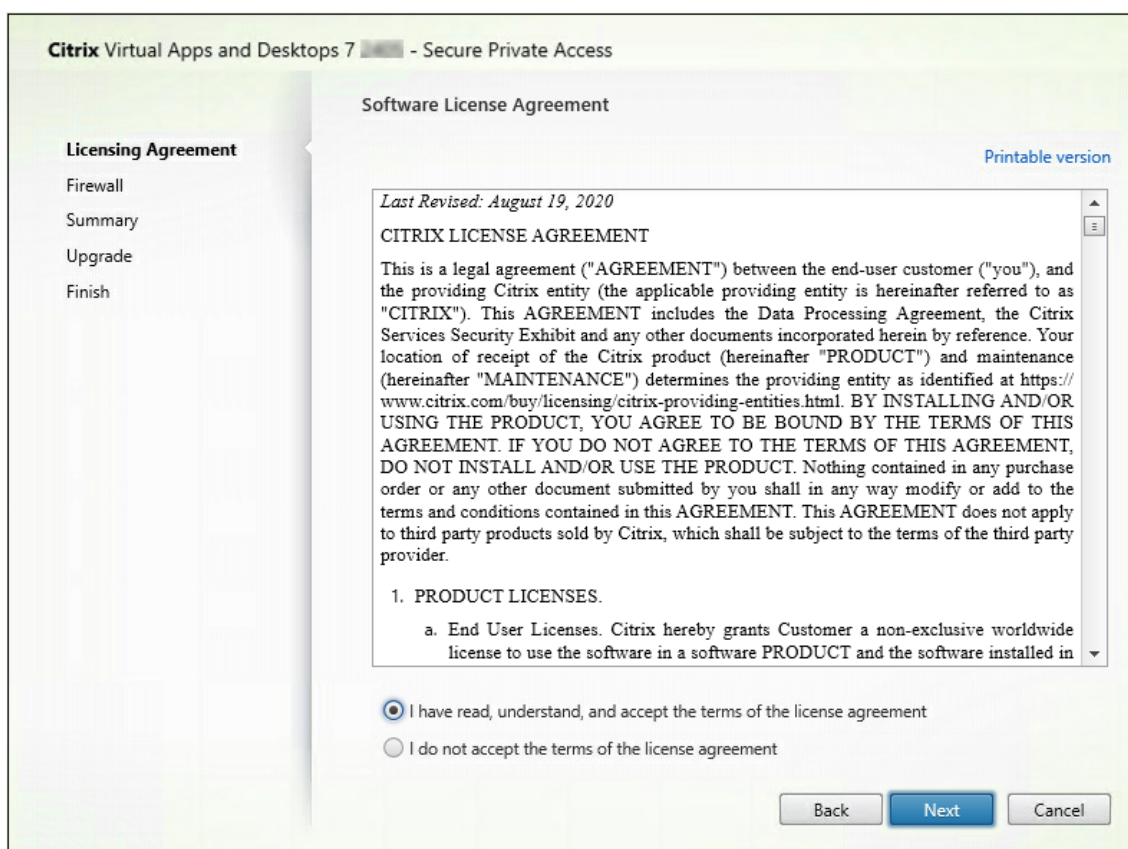 Citrix Virtual Apps and Desktops 7 - Secure Private Access
Software License Agreement
Licensing Agreement
Firewall
Summary
Upgrade
Finish
Printable version
Last Revised: August 19, 2020
CITRIX LICENSE AGREEMENT
This is a legal agreement ("AGREEMENT") between the end-user customer ("you"), and
the providing Citrix entity (the applicable providing entity is hereinafter referred to as
"CITRIX"). This AGREEMENT includes the Data Processing Agreement, the Citrix
Services Security Exhibit and any other documents incorporated herein by reference. Your
location of receipt of the Citrix product (hereinafter "PRODUCT") and maintenance
(hereinafter "MAINTENANCE") determines the providing entity as identified at https://
www.citrix.com/buy/licensing/citrix-providing-entities.html. BY INSTALLING AND/OR
USING THE PRODUCT, YOU AGREE TO BE BOUND BY THE TERMS OF THIS
AGREEMENT. IF YOU DO NOT AGREE TO THE TERMS OF THIS AGREEMENT,
DO NOT INSTALL AND/OR USE THE PRODUCT. Nothing contained in any purchase
order or any other document submitted by you shall in any way modify or add to the
terms and conditions contained in this AGREEMENT. This AGREEMENT does not apply
to third party products sold by Citrix, which shall be subject to the terms of the third party
provider.
1. PRODUCT LICENSES.
a. End User Licenses. Citrix hereby grants Customer a non-exclusive worldwide
license to use the software in a software PRODUCT and the software installed in
I have read, understand, and accept the terms of the license agreement
I do not accept the terms of the license agreement
Back
Next
Cancel